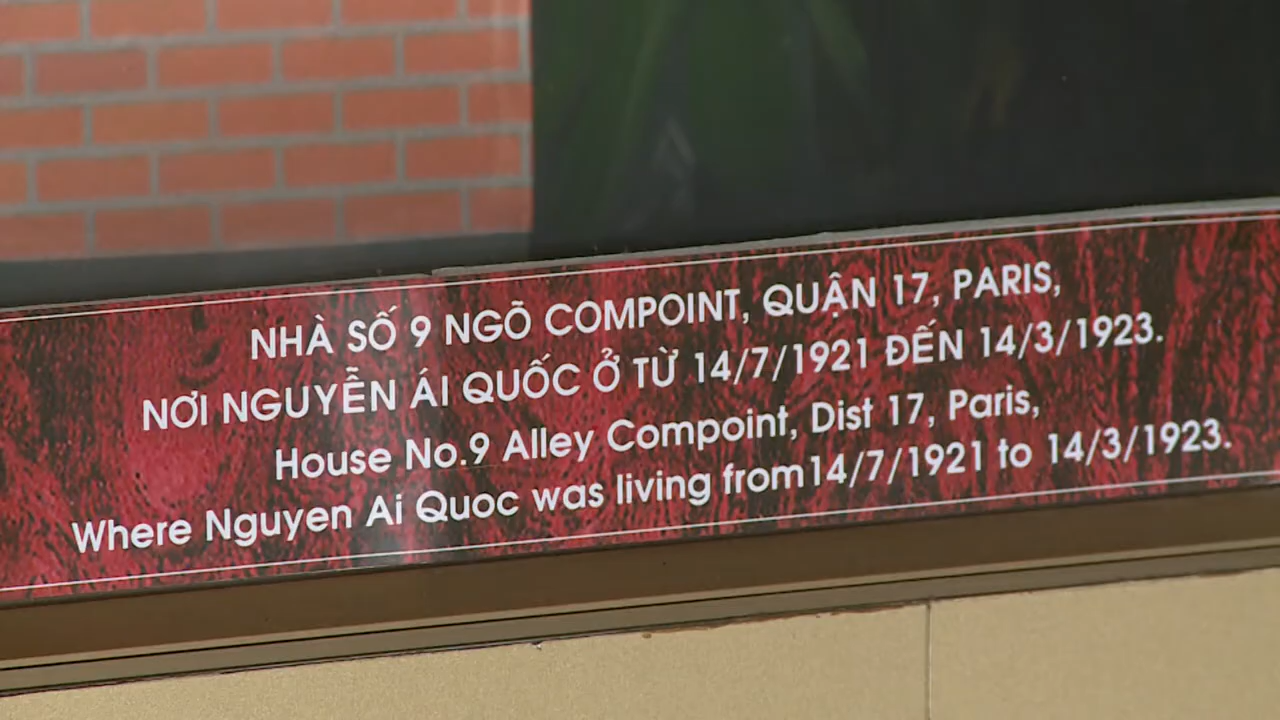 NHÀ SỐ 9 NGÕ COMPOINT, QUẬN 17, PARIS,
NƠI NGUYỄN ÁI QUỐC Ở TỪ 14/7/1921 ĐẾN 14/3/1923.
House No.9 Alley Compoint, Dist 17, Paris,
Where Nguyen Ai Quoc was living from14/7/1921 to 14/3/1923.